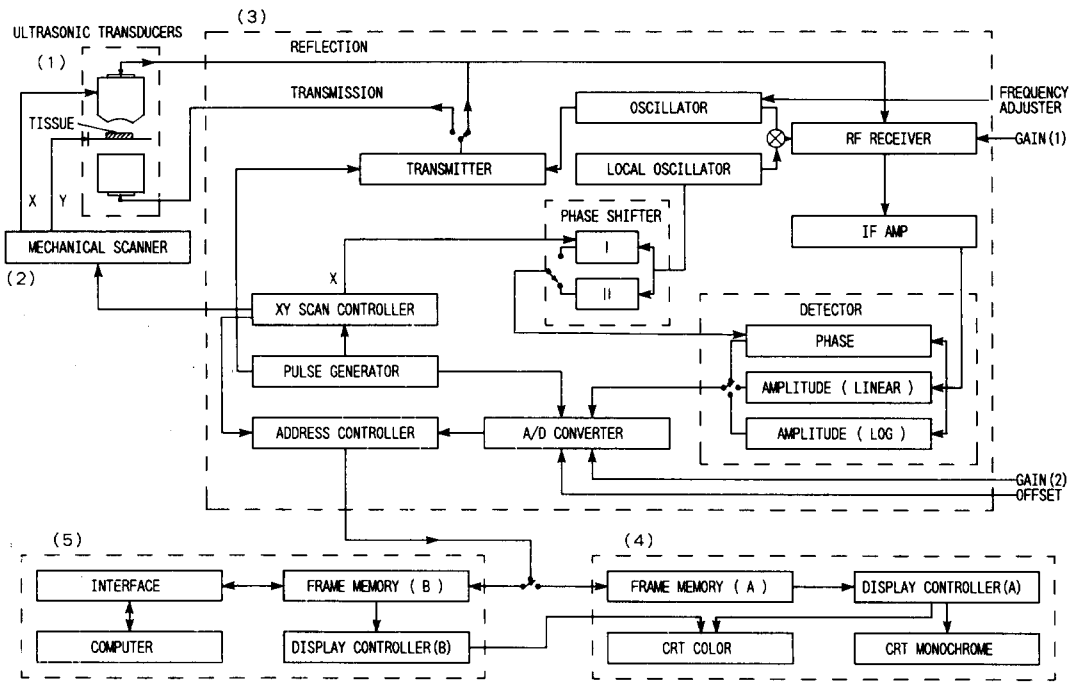 (3)
ULTRASONIC TRANSDUCERS
(1)
REFLECTION
TRANSMISSION
TISSUE
OSCILLATOR
FREQUENCY
ADJUSTER
TRANSMITTER
LOCAL OSCILLATOR
RF RECEIVER
GAIN(1)
X
Y
PHASE SHIFTER
I
II
IF AMP
MECHANICAL SCANNER
(2)
X
XY SCAN CONTROLLER
DETECTOR
PHASE
PULSE GENERATOR
AMPLITUDE ( LINEAR )
ADDRESS CONTROLLER
A/D CONVERTER
AMPLITUDE ( LOG )
GAIN(2)
OFFSET
(5)
(4)
INTERFACE
FRAME MEMORY ( B )
FRAME MEMORY ( A )
DISPLAY CONTROLLER(A)
COMPUTER
DISPLAY CONTROLLER(B)
CRT COLOR
CRT MONOCHROME